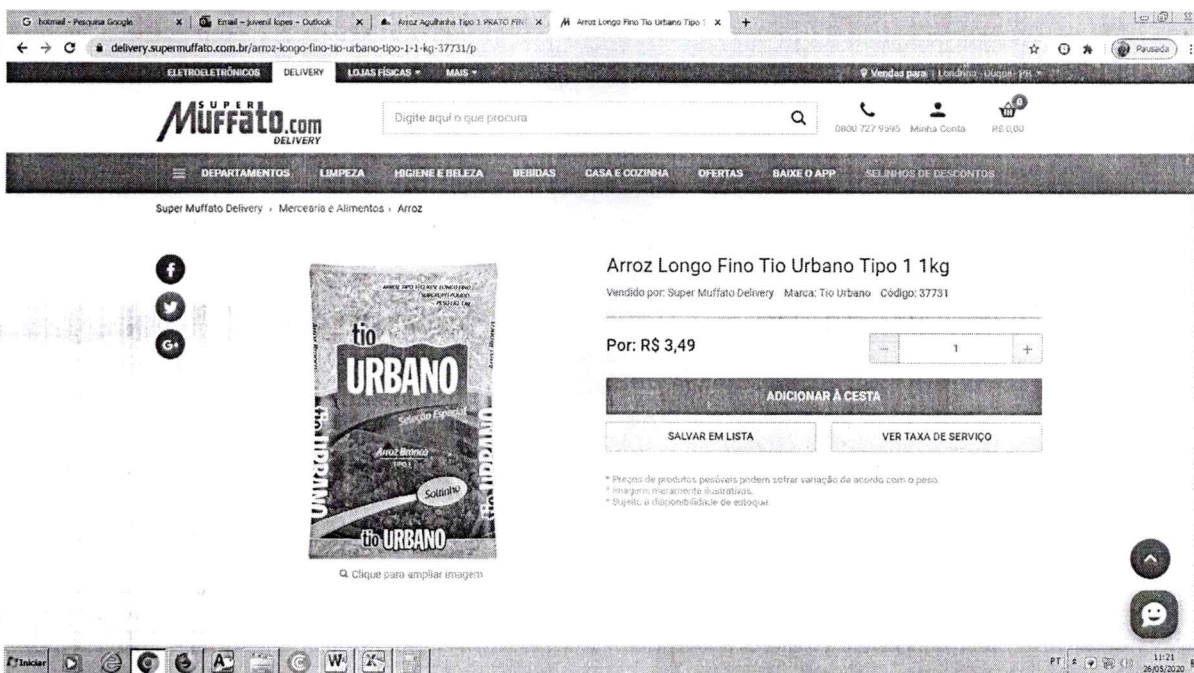 G hotmail - Pesquisa Google
Email - juvenil lopes - Outlook
Arroz Agulhinha Tipo 1 PRATO FIN
Arroz Longo Fino Tio Urbano Tipo
delivery.supermuffato.com.br/arroz-longo-fino-tio-urbano-tipo-1-1-kg-37731/p
Pausada
ELETROELETRÔNICOS DELIVERY LOJAS FÍSICAS MAIS Vendas para: Londrina
SUPER
Muffato.com
DELIVERY
Digite aqui o que procura
0800 727 9595 Minha Conta 0 R$ 0,00
DEPARTAMENTOS LIMPEZA HIGIENE E BELEZA BEBIDAS CASA E COZINHA OFERTAS BAIXE O APP SELINHOS DE DESCONTOS
Super Muffato Delivery › Mercearia e Alimentos › Arroz
f
G+
tio
URBANO
Seleção Especial
Arroz Branco
TIPO 1
Soltinho
tio URBANO
tio URBANO
tio URBANO
Clique para ampliar imagem
Arroz Longo Fino Tio Urbano Tipo 1 1kg
Vendido por: Super Muffato Delivery Marca: Tio Urbano Código: 37731
Por: R$ 3,49
- 1 +
ADICIONAR À CESTA
SALVAR EM LISTA VER TAXA DE SERVIÇO
* Preços de produtos pesáveis podem sofrer variação de acordo com o peso.
* Imagens meramente ilustrativas.
* Sujeito a disponibilidade de estoque.
Iniciar
PT 11:21
26/05/2020